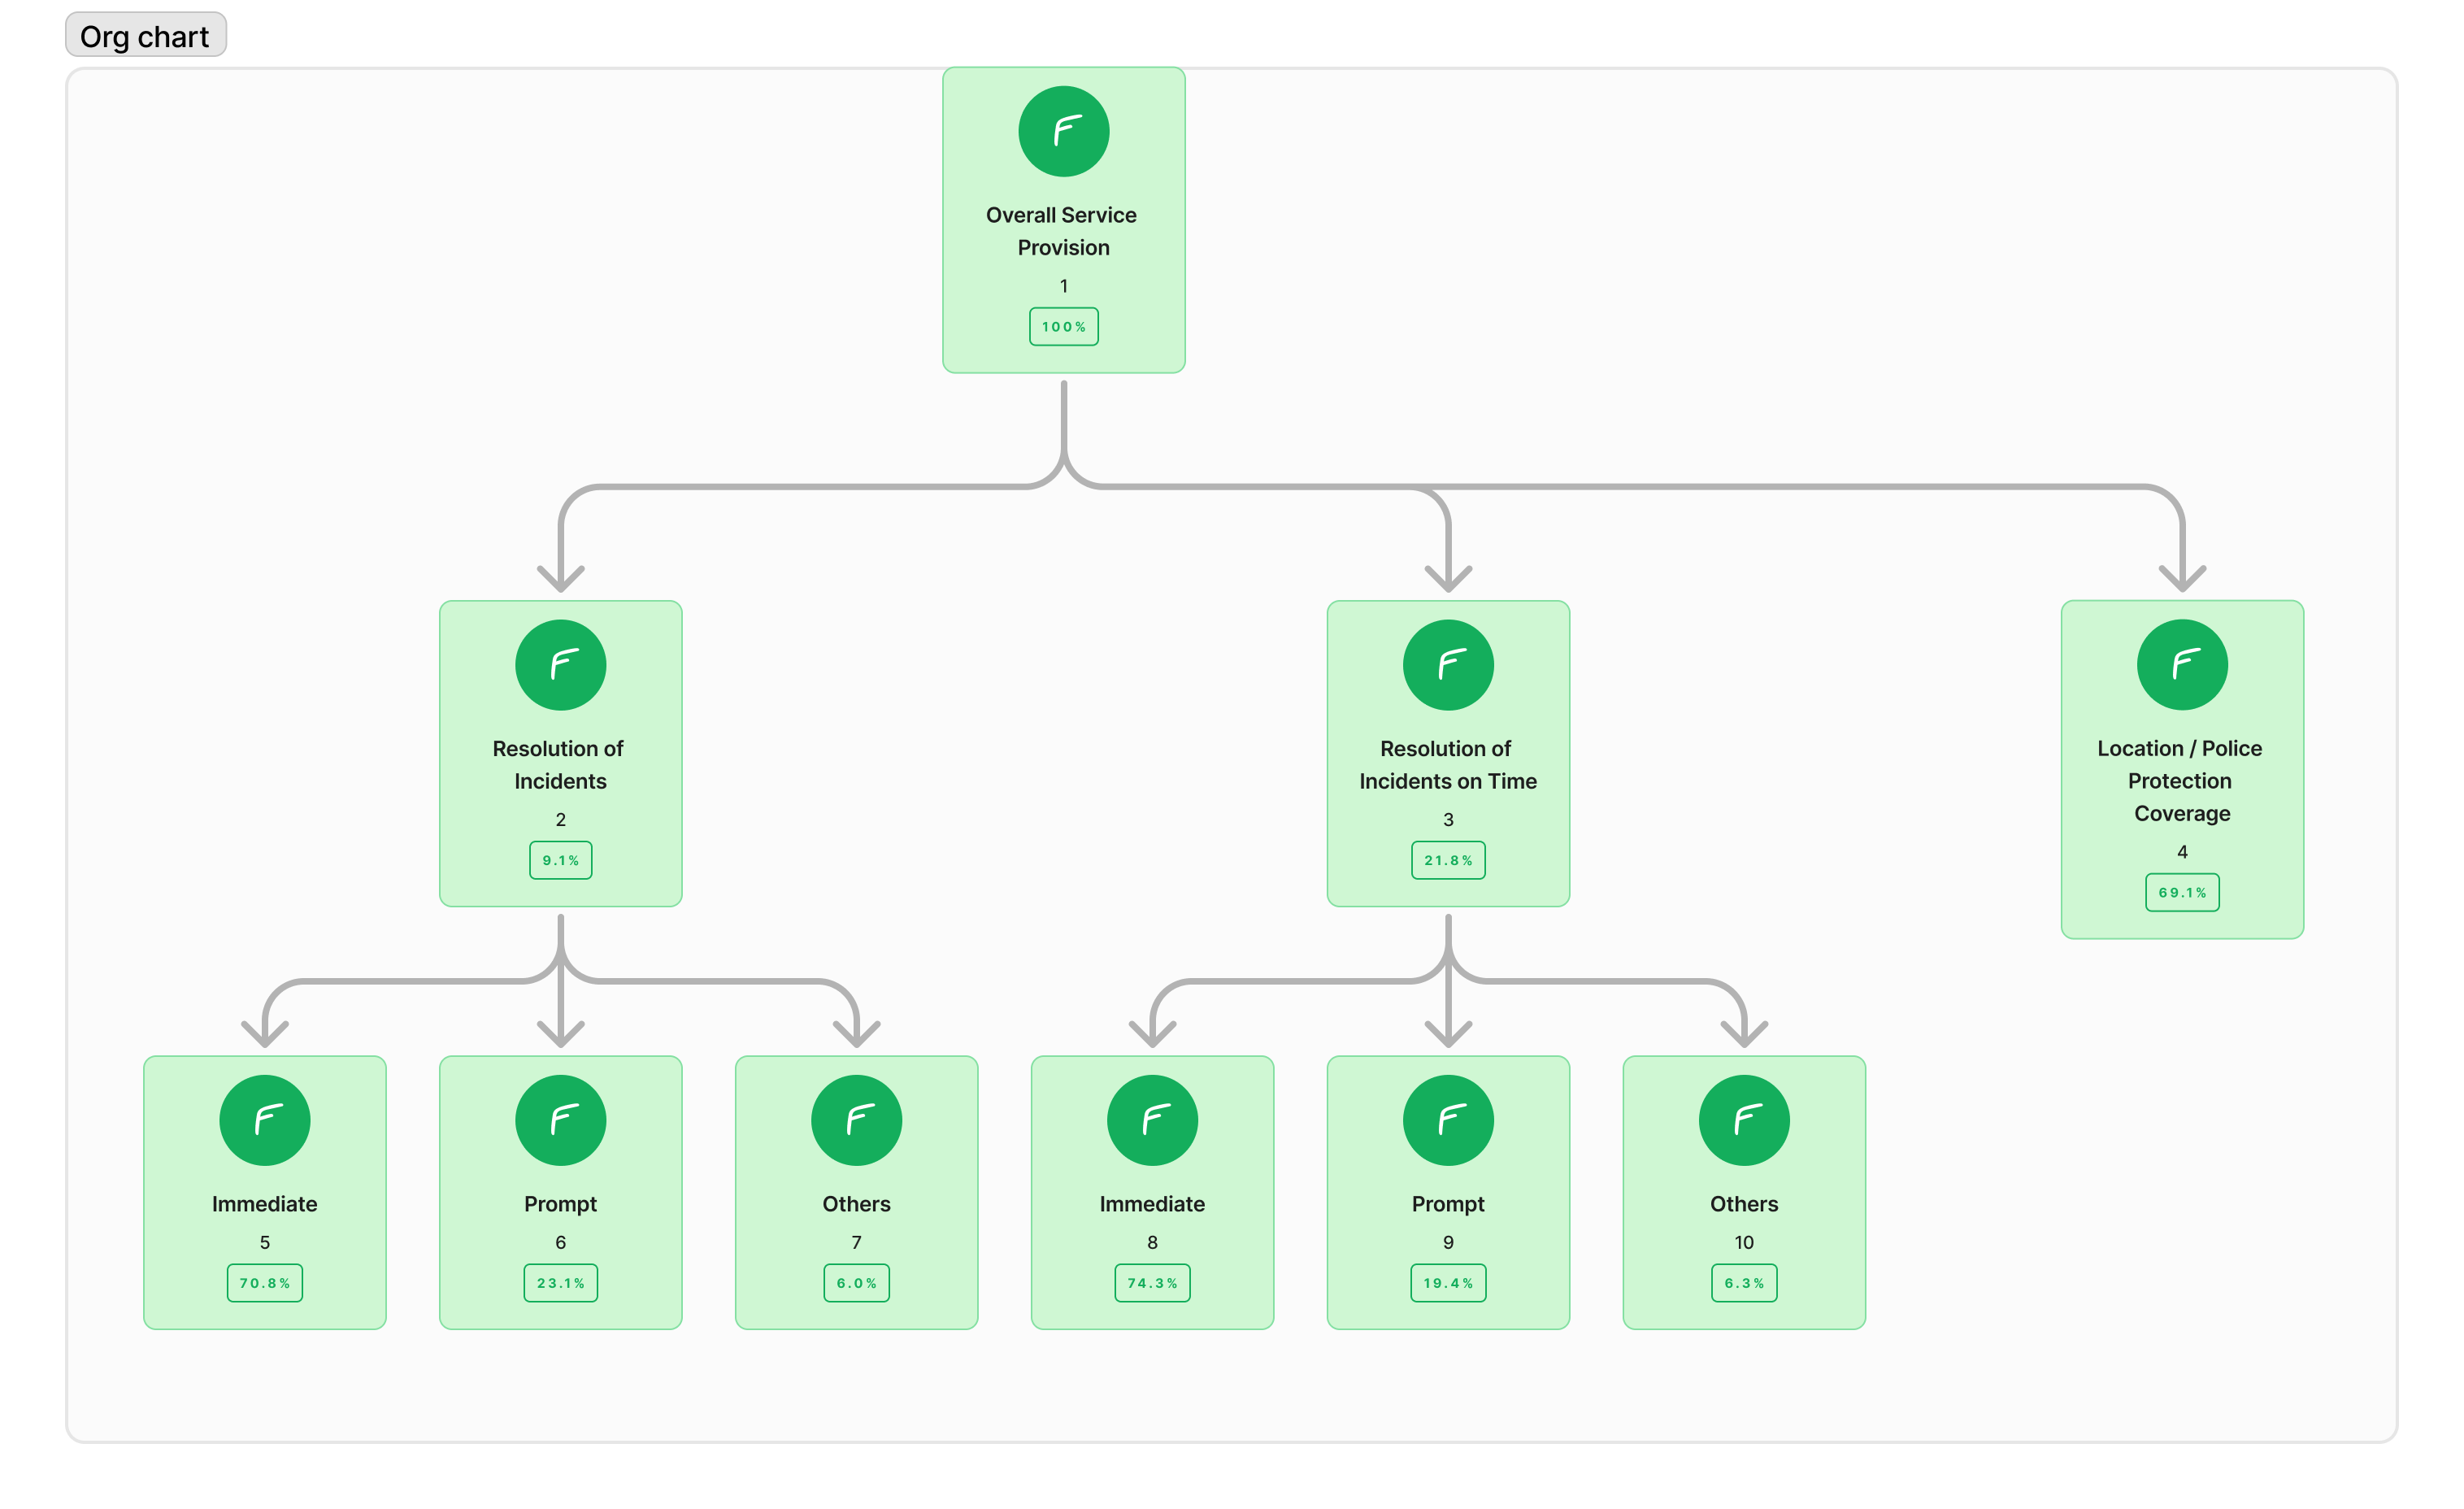 Org chart
Overall Service
Provision
1
100%
Resolution of
Incidents
2
9.1%
Resolution of
Incidents on Time
3
21.8%
Location / Police
Protection
Coverage
4
69.1%
Immediate
5
70.8%
Prompt
6
23.1%
Others
7
6.0%
Immediate
8
74.3%
Prompt
9
19.4%
Others
10
6.3%